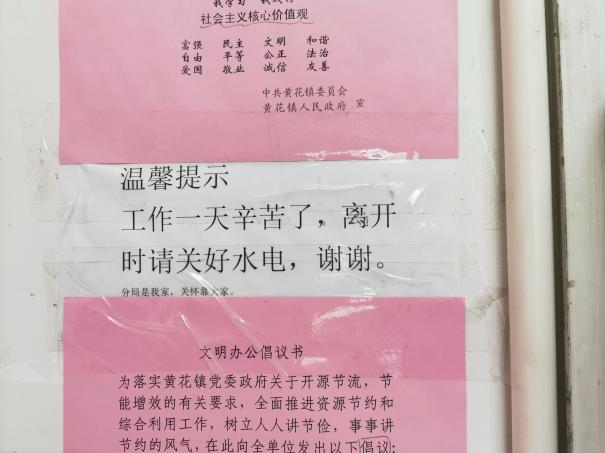 我学习 我践行
社会主义核心价值观
富强 民主 文明 和谐
自由 平等 公正 法治
爱国 敬业 诚信 友善
中共黄花镇委员会
黄花镇人民政府 宣
温馨提示
工作一天辛苦了，离开
时请关好水电，谢谢。
分局是我家，关怀靠大家。
文明办公倡议书
为落实黄花镇党委政府关于开源节流，节
能增效的有关要求，全面推进资源节约和
综合利用工作，树立人人讲节俭，事事讲
节约的风气，在此向全单位发出以下倡议：